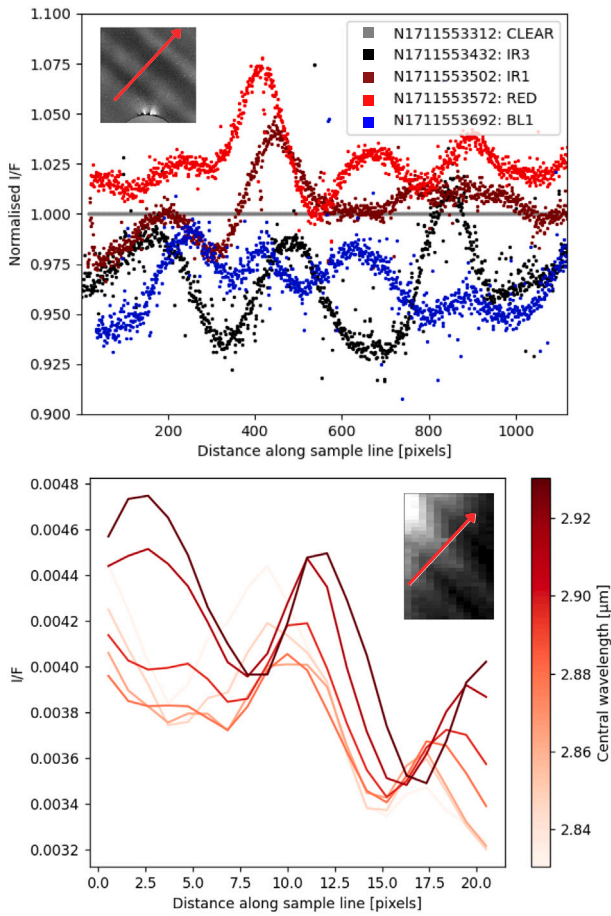 1.100
1.075
1.050
1.025
1.000
0.975
0.950
0.925
0.900
Normalised I/F
N1711553312: CLEAR
N1711553432: IR3
N1711553502: IR1
N1711553572: RED
N1711553692: BL1
200 400 600 800 1000
Distance along sample line [pixels]
0.0048
0.0046
0.0044
0.0042
0.0040
0.0038
0.0036
0.0034
0.0032
I/F
0.0 2.5 5.0 7.5 10.0 12.5 15.0 17.5 20.0
Distance along sample line [pixels]
2.92
2.90
2.88
2.86
2.84
Central wavelength [μm]